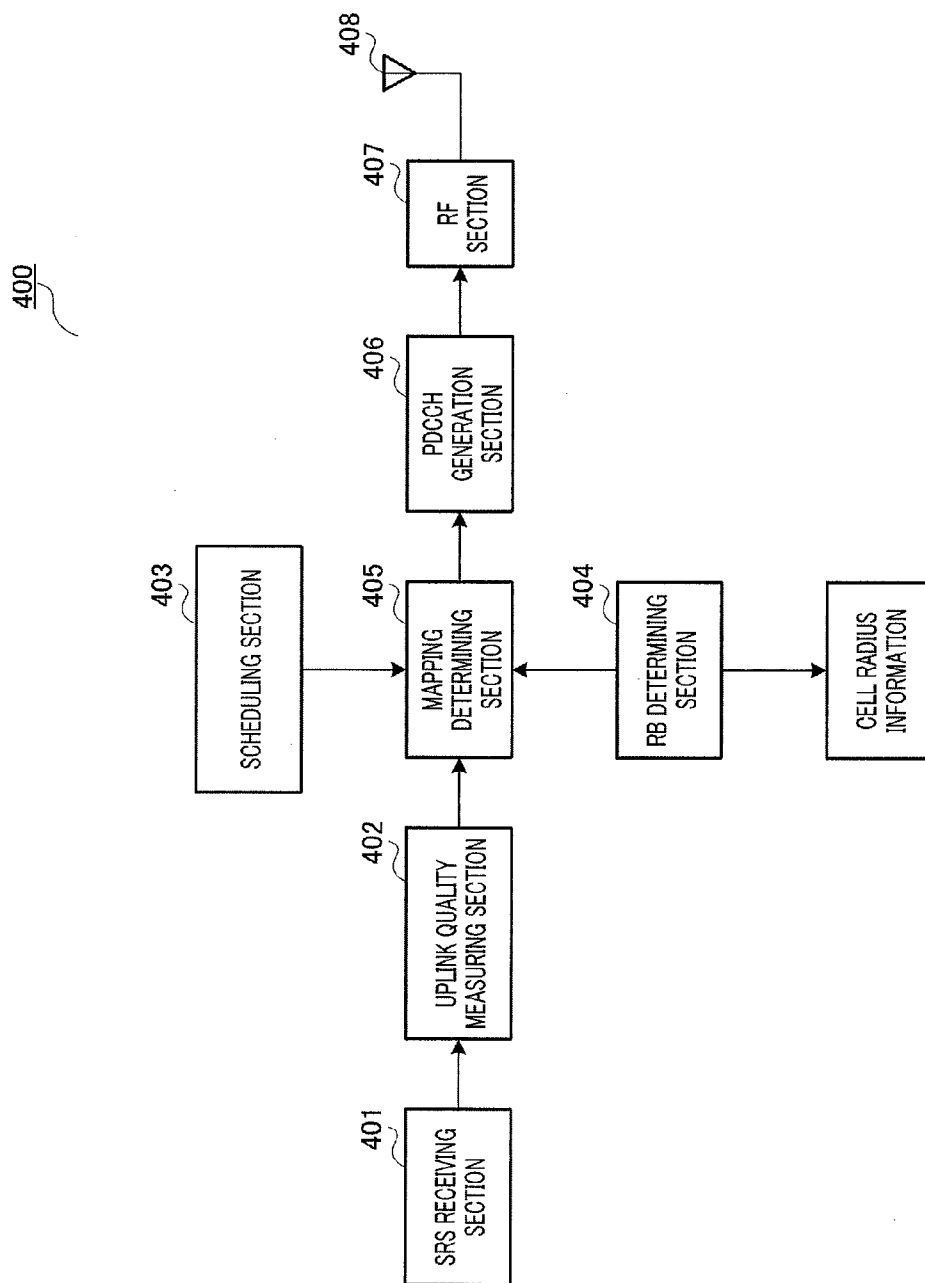 400
401
SRS RECEIVING
SECTION
402
UPLINK QUALITY
MEASURING SECTION
403
SCHEDULING SECTION
405
MAPPING
DETERMINING
SECTION
404
RB DETERMINING
SECTION
CELL RADIUS
INFORMATION
406
PDCCH
GENERATION
SECTION
407
RF
SECTION
408